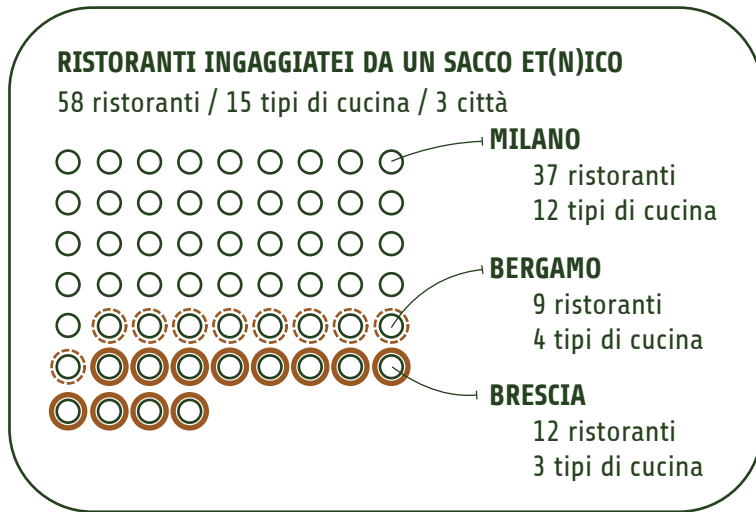 RISTORANTI INGAGGIATEI DA UN SACCO ET(N)ICO
58 ristoranti / 15 tipi di cucina / 3 città
MILANO
37 ristoranti
12 tipi di cucina
BERGAMO
9 ristoranti
4 tipi di cucina
BRESCIA
12 ristoranti
3 tipi di cucina